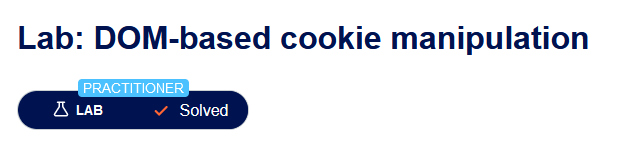 Lab: DOM-based cookie manipulation
PRACTITIONER
LAB Solved